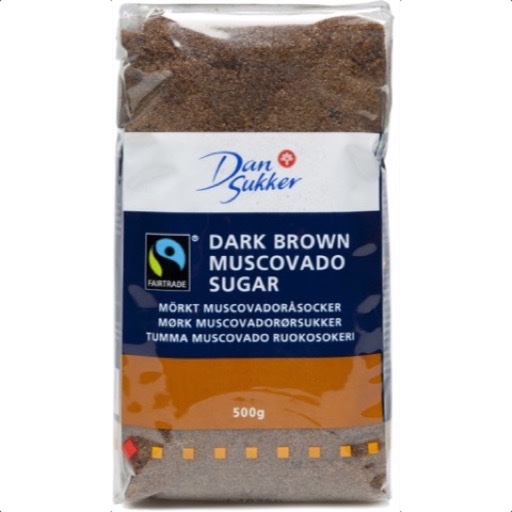 Dan
Sukker
FAIRTRADE
®
DARK BROWN
MUSCOVADO
SUGAR
MÖRKT MUSCOVADORÅSOCKER
MØRK MUSCOVADORØRSUKKER
TUMMA MUSCOVADO RUOKOSOKERI
500g